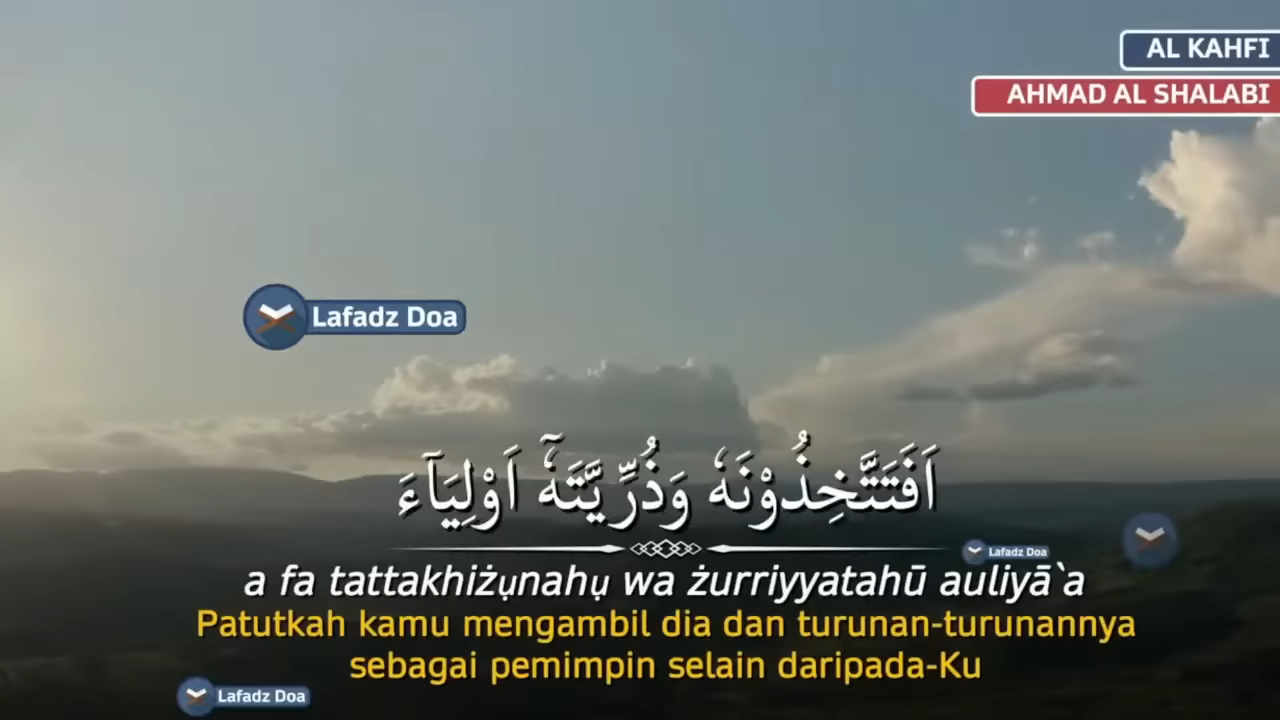 AL KAHFI
AHMAD AL SHALABI
Lafadz Doa
اَفَتَتَّخِذُوْنَهٗ وَذُرِّيَّتَهٗٓ اَوْلِيَاۤءَ
Lafadz Doa
a fa tattakhiżụnahụ wa żurriyyatahū auliyā`a
Patutkah kamu mengambil dia dan turunan-turunannya
sebagai pemimpin selain daripada-Ku
Lafadz Doa